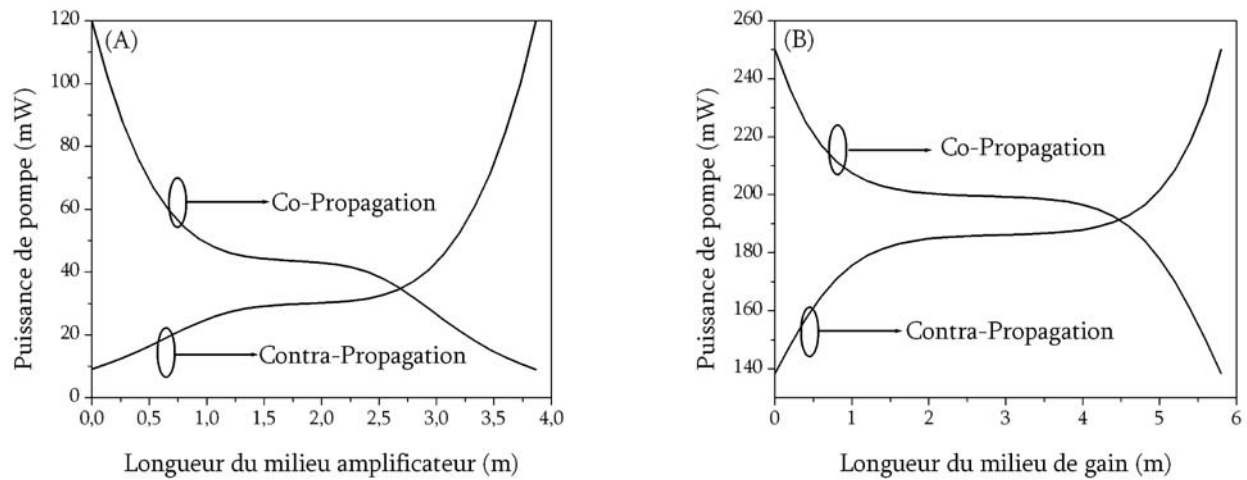 (A)
Puissance de pompe (mW)
120
100
80
60
40
20
0
Co-Propagation
Contra-Propagation
0,0 0,5 1,0 1,5 2,0 2,5 3,0 3,5 4,0
Longueur du milieu amplificateur (m)
(B)
Puissance de pompe (mW)
260
240
220
200
180
160
140
Co-Propagation
Contra-Propagation
0 1 2 3 4 5 6
Longueur du milieu de gain (m)